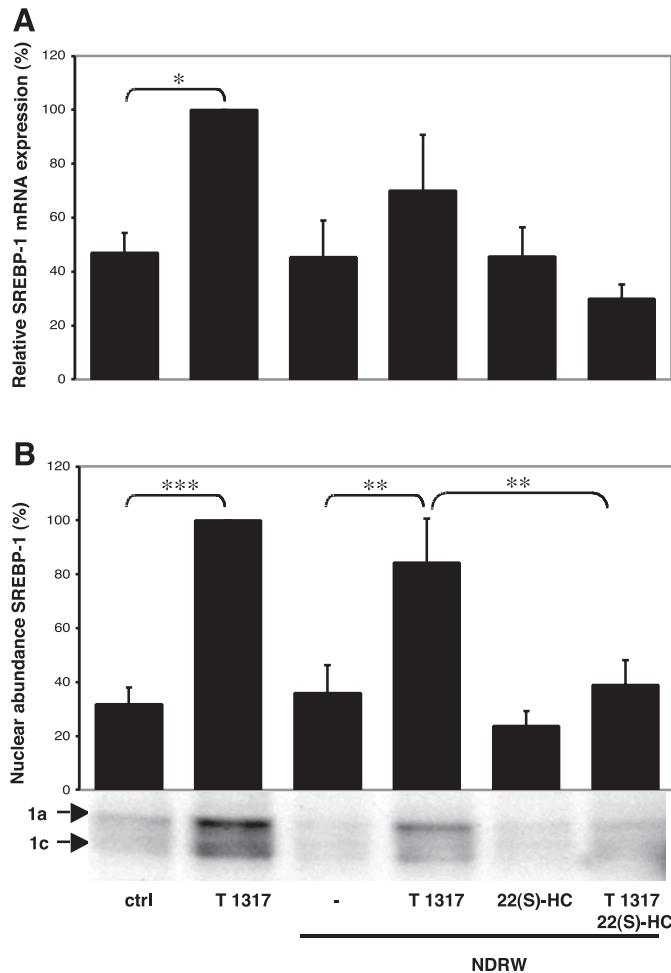 A
Relative SREBP-1 mRNA expression (%)
120
100
80
60
40
20
0
*
B
Nuclear abundance SREBP-1 (%)
120
100
80
60
40
20
0
***
**
**
1a
1c
ctrl
T 1317
-
T 1317
22(S)-HC
T 1317
22(S)-HC
NDRW